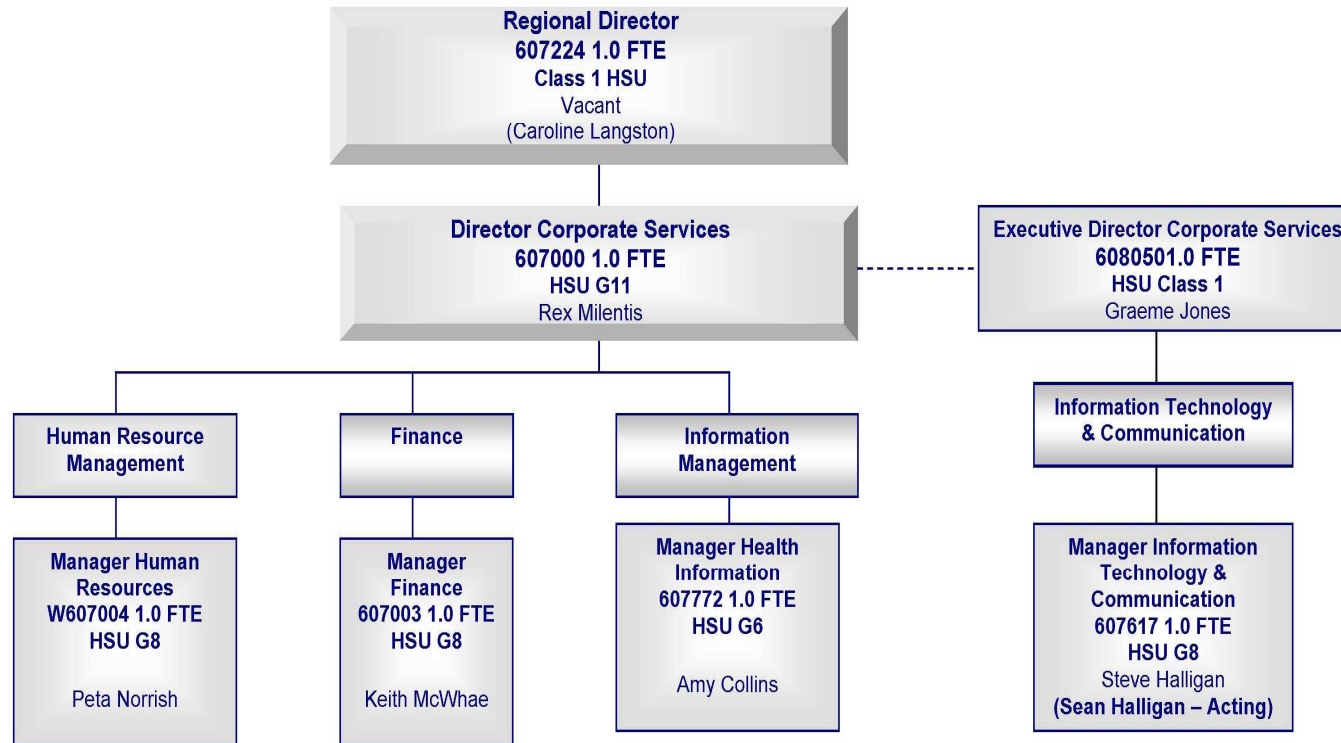 Regional Director
607224 1.0 FTE
Class 1 HSU
Vacant
(Caroline Langston)
Director Corporate Services
607000 1.0 FTE
HSU G11
Rex Milentis
Executive Director Corporate Services
6080501.0 FTE
HSU Class 1
Graeme Jones
Human Resource
Management
Finance
Information
Management
Information Technology
& Communication
Manager Human
Resources
W607004 1.0 FTE
HSU G8
Peta Norrish
Manager
Finance
607003 1.0 FTE
HSU G8
Keith McWhae
Manager Health
Information
607772 1.0 FTE
HSU G6
Amy Collins
Manager Information
Technology &
Communication
607617 1.0 FTE
HSU G8
Steve Halligan
(Sean Halligan – Acting)